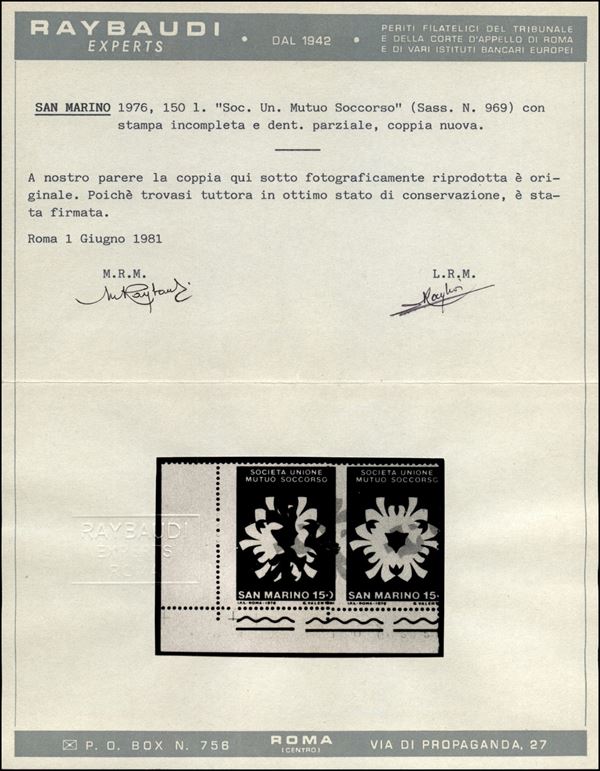 RAYBAUDI
EXPERTS
• DAL 1942 •
PERITI FILATELICI DEL TRIBUNALE
E DELLA CORTE D'APPELLO DI ROMA
E DI VARI ISTITUTI BANCARI EUROPEI
SAN MARINO 1976, 150 l. "Soc. Un. Mutuo Soccorso" (Sass. N. 969) con
stampa incompleta e dent. parziale, coppia nuova.
A nostro parere la coppia qui sotto fotograficamente riprodotta è ori-
ginale. Poichè trovasi tuttora in ottimo stato di conservazione, è sta-
ta firmata.
Roma 1 Giugno 1981
M.R.M. L.R.M.
SOCIETA UNIONE
MUTUO SOCCORSO
SAN MARINO 15
I.P.S.-ROMA-1976
SOCIETA UNIONE
MUTUO SOCCORSO
SAN MARINO 15
I.P.S.-ROMA-1976
RAYBAUDI
EXPERTS
P. O. BOX N. 756
ROMA
(CENTRO)
VIA DI PROPAGANDA, 27